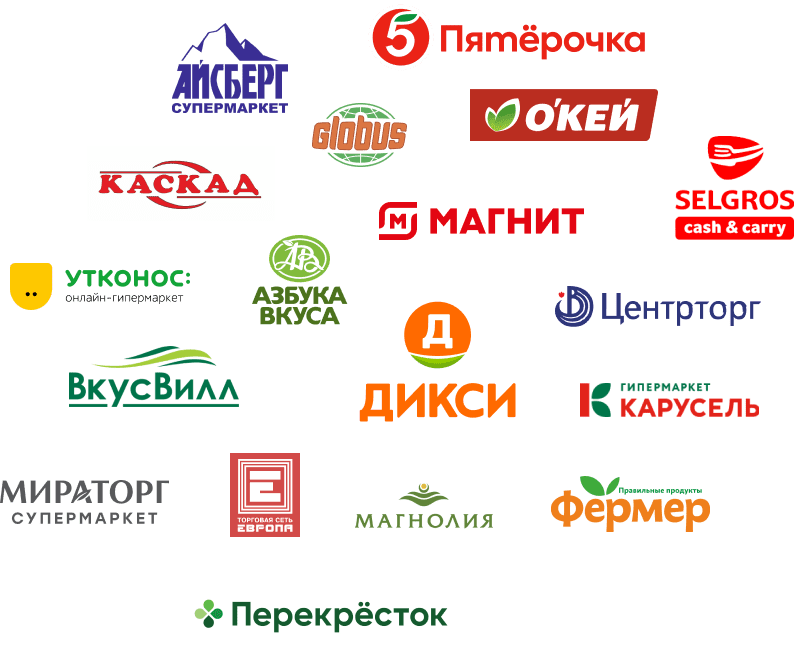 5 Пятёрочка
АЙСБЕРГ
СУПЕРМАРКЕТ
О'КЕЙ
Globus
КАСКАД
SELGROS
cash & carry
М МАГНИТ
УТКОНОС:
онлайн-гипермаркет
АВ
АЗБУКА
ВКУСА
Центрторг
Д
ДИКСИ
ВкусВилл
ГИПЕРМАРКЕТ
КАРУСЕЛЬ
МИРАТОРГ
СУПЕРМАРКЕТ
Е
ТОРГОВАЯ СЕТЬ
ЕВРОПА
МАГНОЛИЯ
Правильные продукты
Фермер
Перекрёсток